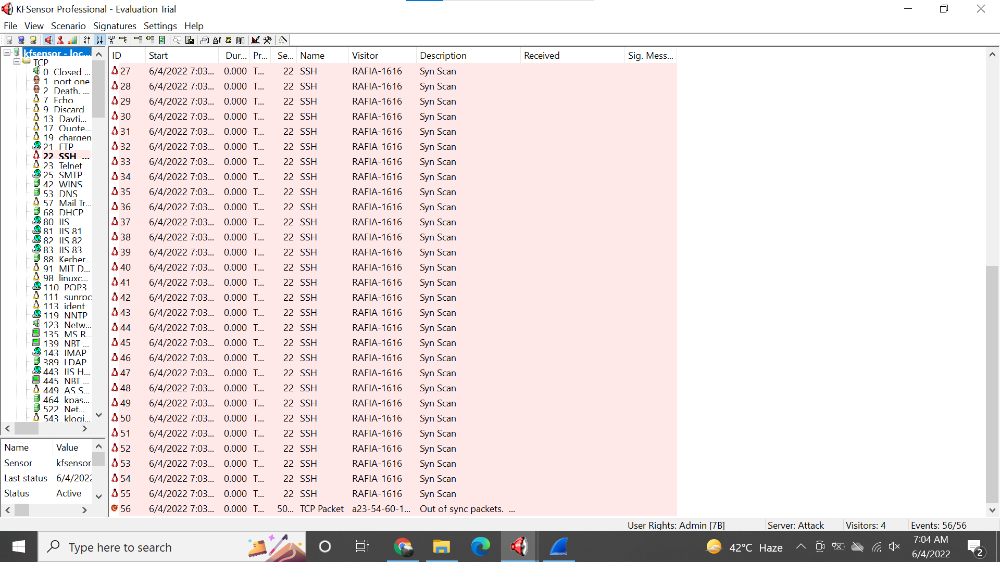 KFSensor Professional - Evaluation Trial
File View Scenario Signatures Settings Help
kfsensor - loc...
TCP
0 Closed ...
1 port one
2 Death. ...
7 Echo
9 Discard
13 Dayti...
17 Quote...
19 chargen
21 FTP
22 SSH ...
23 Telnet
25 SMTP
42 WINS
53 DNS
57 Mail Tr...
68 DHCP
80 IIS
81 IIS 81
82 IIS 82
83 IIS 83
88 Kerber...
91 MIT D...
98 linuxc...
110 POP3
111 sunrpc
113 ident
119 NNTP
123 Netw...
135 MS R...
139 NBT ...
143 IMAP
389 LDAP
443 IIS H...
445 NBT ...
449 AS S...
464 kpas...
522 Net...
543 klogi...
Name Value
Sensor kfsensor
Last status 6/4/2022
Status Active
ID Start Dur... Pr... Se... Name Visitor Description Received Sig. Mess...
27 6/4/2022 7:03... 0.000 T... 22 SSH RAFIA-1616 Syn Scan
28 6/4/2022 7:03... 0.000 T... 22 SSH RAFIA-1616 Syn Scan
29 6/4/2022 7:03... 0.000 T... 22 SSH RAFIA-1616 Syn Scan
30 6/4/2022 7:03... 0.000 T... 22 SSH RAFIA-1616 Syn Scan
31 6/4/2022 7:03... 0.000 T... 22 SSH RAFIA-1616 Syn Scan
32 6/4/2022 7:03... 0.000 T... 22 SSH RAFIA-1616 Syn Scan
33 6/4/2022 7:03... 0.000 T... 22 SSH RAFIA-1616 Syn Scan
34 6/4/2022 7:03... 0.000 T... 22 SSH RAFIA-1616 Syn Scan
35 6/4/2022 7:03... 0.000 T... 22 SSH RAFIA-1616 Syn Scan
36 6/4/2022 7:03... 0.000 T... 22 SSH RAFIA-1616 Syn Scan
37 6/4/2022 7:03... 0.000 T... 22 SSH RAFIA-1616 Syn Scan
38 6/4/2022 7:03... 0.000 T... 22 SSH RAFIA-1616 Syn Scan
39 6/4/2022 7:03... 0.000 T... 22 SSH RAFIA-1616 Syn Scan
40 6/4/2022 7:03... 0.000 T... 22 SSH RAFIA-1616 Syn Scan
41 6/4/2022 7:03... 0.000 T... 22 SSH RAFIA-1616 Syn Scan
42 6/4/2022 7:03... 0.000 T... 22 SSH RAFIA-1616 Syn Scan
43 6/4/2022 7:03... 0.000 T... 22 SSH RAFIA-1616 Syn Scan
44 6/4/2022 7:03... 0.000 T... 22 SSH RAFIA-1616 Syn Scan
45 6/4/2022 7:03... 0.000 T... 22 SSH RAFIA-1616 Syn Scan
46 6/4/2022 7:03... 0.000 T... 22 SSH RAFIA-1616 Syn Scan
47 6/4/2022 7:03... 0.000 T... 22 SSH RAFIA-1616 Syn Scan
48 6/4/2022 7:03... 0.000 T... 22 SSH RAFIA-1616 Syn Scan
49 6/4/2022 7:03... 0.000 T... 22 SSH RAFIA-1616 Syn Scan
50 6/4/2022 7:03... 0.000 T... 22 SSH RAFIA-1616 Syn Scan
51 6/4/2022 7:03... 0.000 T... 22 SSH RAFIA-1616 Syn Scan
52 6/4/2022 7:03... 0.000 T... 22 SSH RAFIA-1616 Syn Scan
53 6/4/2022 7:03... 0.000 T... 22 SSH RAFIA-1616 Syn Scan
54 6/4/2022 7:03... 0.000 T... 22 SSH RAFIA-1616 Syn Scan
55 6/4/2022 7:03... 0.000 T... 22 SSH RAFIA-1616 Syn Scan
56 6/4/2022 7:03... 0.000 T... 50... TCP Packet a23-54-60-1... Out of sync packets. ...
User Rights: Admin [7B] Server: Attack Visitors: 4 Events: 56/56
Type here to search
42°C Haze
7:04 AM
6/4/2022
2